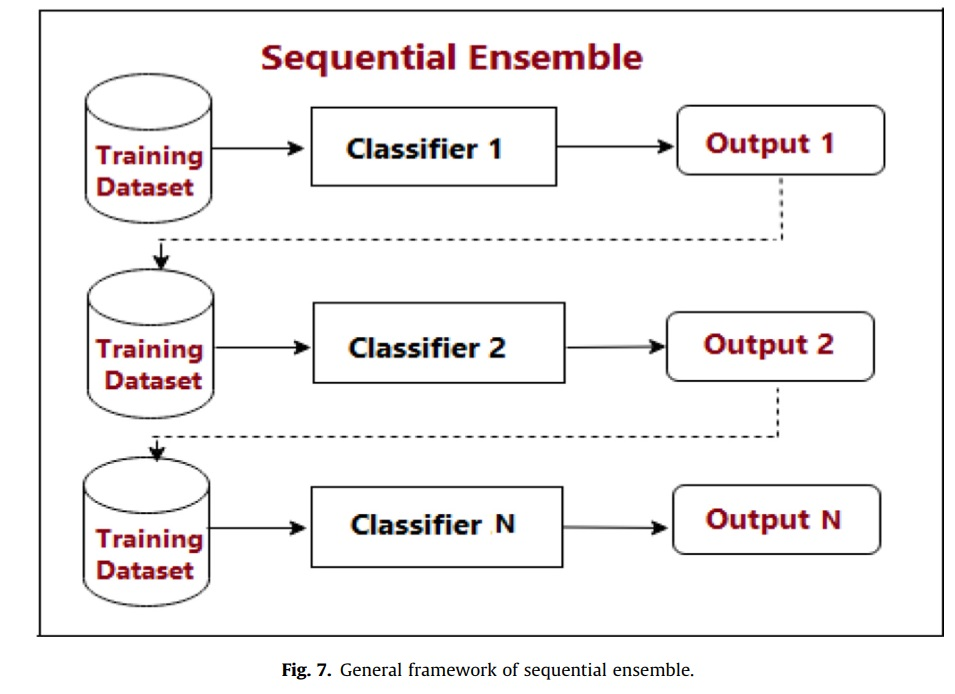 Sequential Ensemble
Training
Dataset
Classifier 1
Output 1
Training
Dataset
Classifier 2
Output 2
Training
Dataset
Classifier N
Output N
Fig. 7. General framework of sequential ensemble.